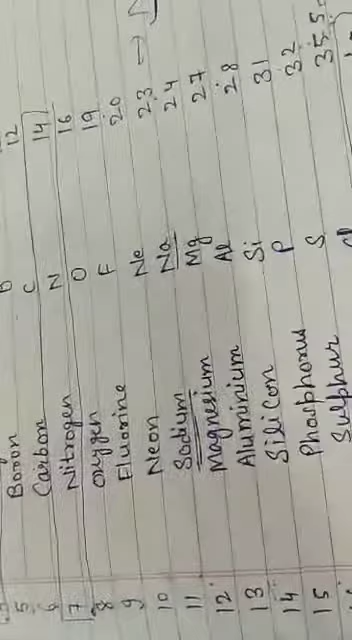 5 Boron B
6 Carbon C 12
7 Nitrogen N 14
8 Oxygen O 16
9 Fluorine F 19
10 Neon Ne 20
11 Sodium Na 23 →
12 Magnesium Mg 24
13 Aluminium Al 27
14 Silicon Si 28
15 Phosphorus P 31
Sulphur S 32
35.5